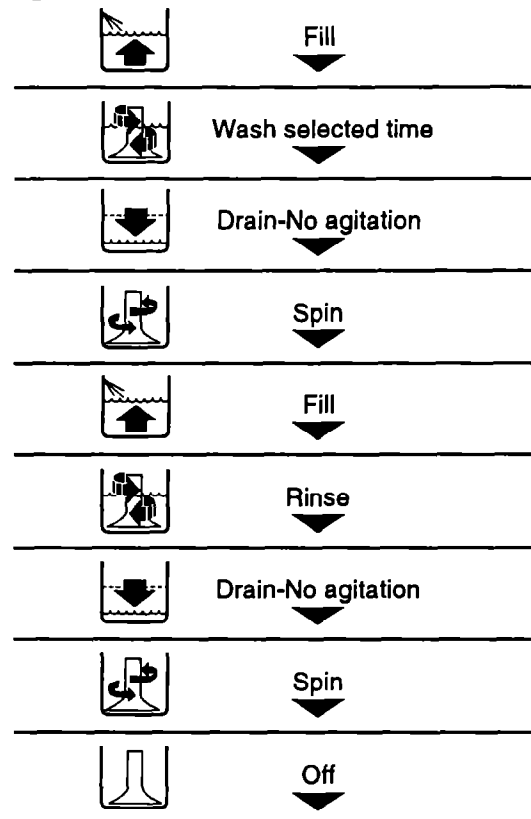 Fill
Wash selected time
Drain-No agitation
Spin
Fill
Rinse
Drain-No agitation
Spin
Off